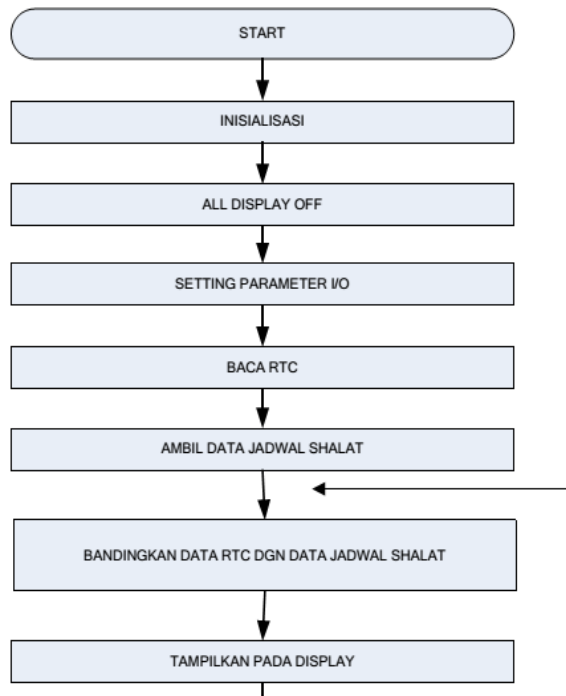 START
INISIALISASI
ALL DISPLAY OFF
SETTING PARAMETER I/O
BACA RTC
AMBIL DATA JADWAL SHALAT
BANDINGKAN DATA RTC DGN DATA JADWAL SHALAT
TAMPILKAN PADA DISPLAY